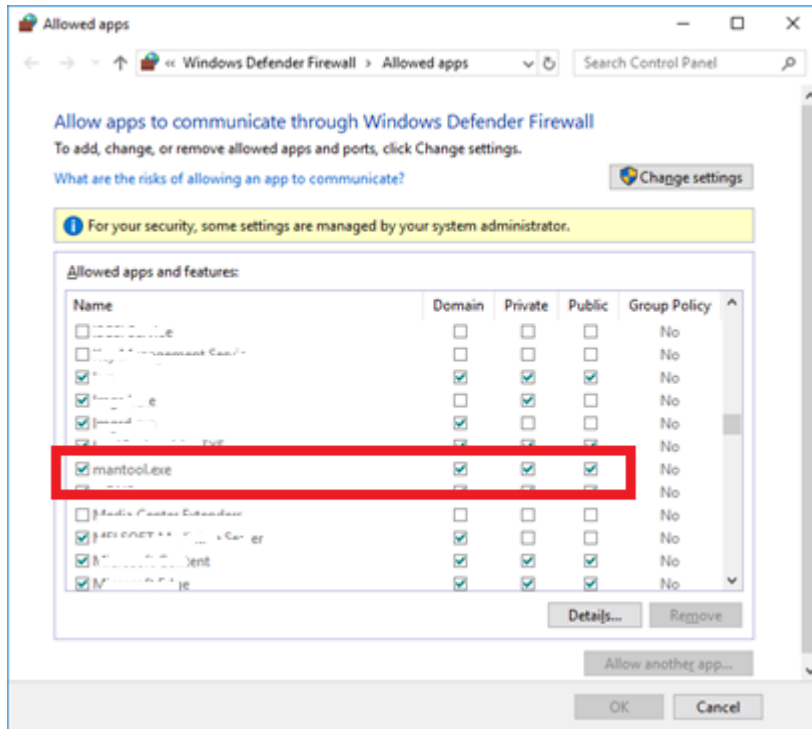 Allowed apps
« Windows Defender Firewall › Allowed apps
Search Control Panel
Allow apps to communicate through Windows Defender Firewall
To add, change, or remove allowed apps and ports, click Change settings.
What are the risks of allowing an app to communicate?
Change settings
For your security, some settings are managed by your system administrator.
Allowed apps and features:
Name Domain Private Public Group Policy
No
No
No
No
No
No
mantool.exe No
No
Media Center Extenders No
No
No
No
Details... Remove
Allow another app...
OK Cancel